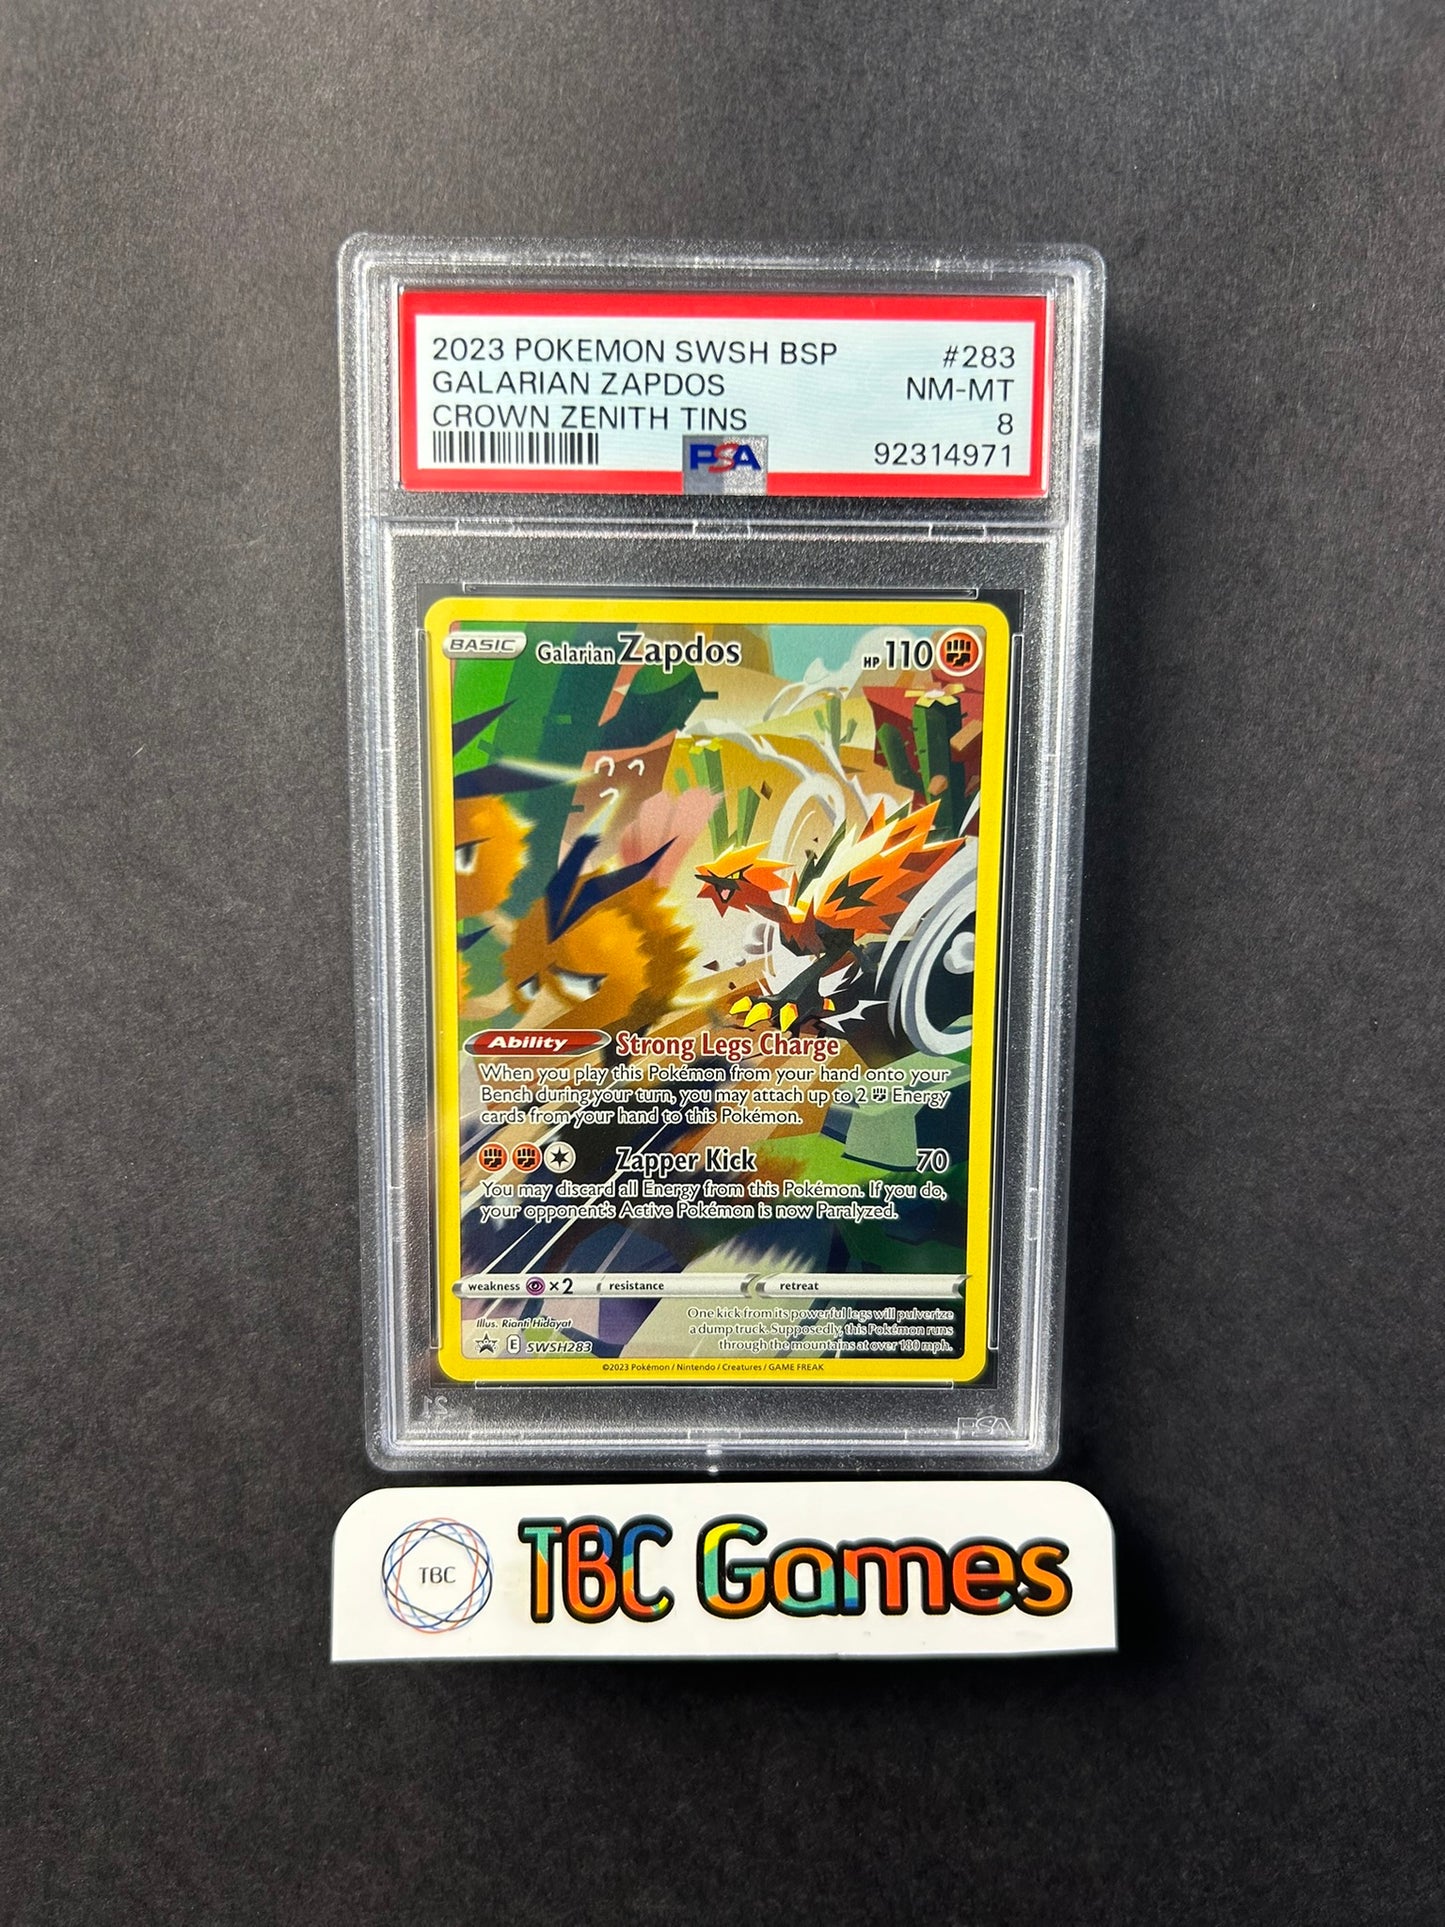 2023 POKEMON SWSH BSP #283
GALARIAN ZAPDOS NM-MT
CROWN ZENITH TINS 8
PSA 92314971
BASIC Galarian Zapdos HP 110
Ability Strong Legs Charge
When you play this Pokémon from your hand onto your
Bench during your turn, you may attach up to 2 Energy
cards from your hand to this Pokémon.
Zapper Kick 70
You may discard all Energy from this Pokémon. If you do,
your opponent's Active Pokémon is now Paralyzed.
weakness ×2 resistance retreat
Illus. Rianti Hidayat
One kick from its powerful legs will pulverize
a dump truck. Supposedly, this Pokémon runs
through the mountains at over 180 mph.
PROMO E SWSH283
©2023 Pokémon / Nintendo / Creatures / GAME FREAK
21 PSA
TBC TBC Games